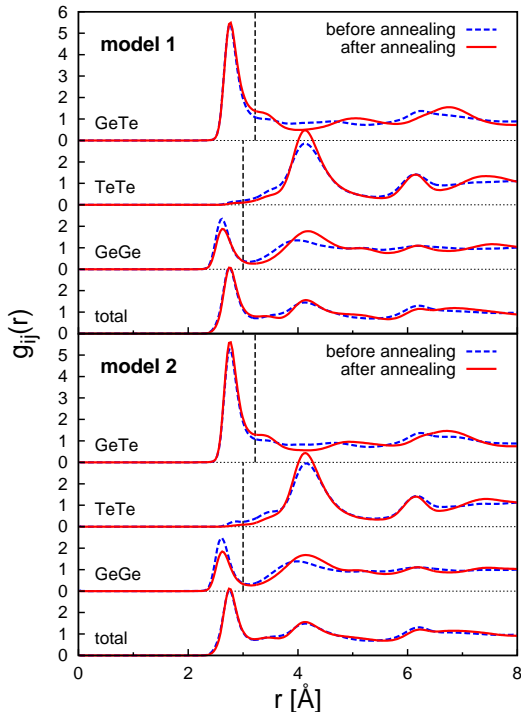 6
model 1
before annealing
after annealing
5
4
3
2
1
GeTe
0
2
1
TeTe
0
2
1
GeGe
0
2
1
total
0
g_ij(r)
model 2
before annealing
after annealing
5
4
3
2
1
GeTe
0
2
1
TeTe
0
2
1
GeGe
0
2
1
total
0
0 2 4 6 8
r [Å]